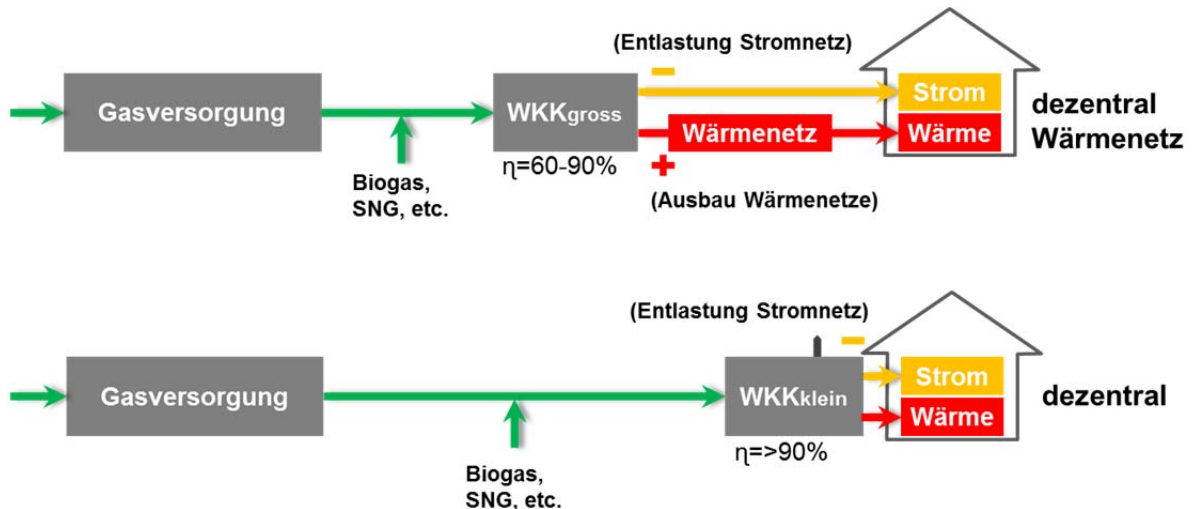 (Entlastung Stromnetz)
Gasversorgung
WKKgross
Strom
Wärmenetz
Wärme
dezentral
Wärmenetz
η=60-90%
Biogas,
SNG, etc.
(Ausbau Wärmenetze)
(Entlastung Stromnetz)
Gasversorgung
WKKklein
Strom
Wärme
dezentral
η=>90%
Biogas,
SNG, etc.